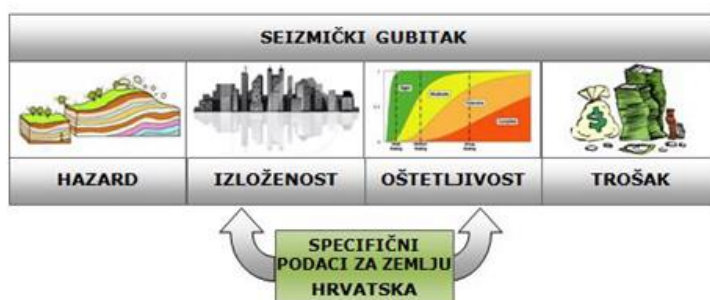 SEIZMIČKI GUBITAK
HAZARD
IZLOŽENOST
OŠTETLJIVOST
TROŠAK
SPECIFIČNI
PODACI ZA ZEMLJU
HRVATSKA